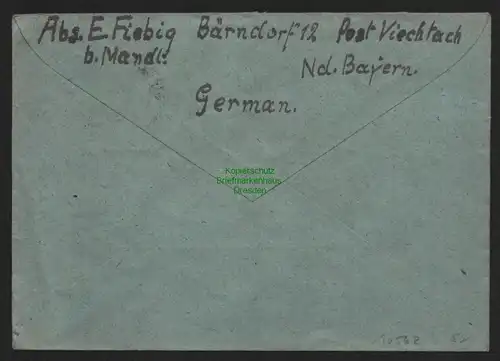 Abs. E. Fiebig Bärndorf 12 Post Viechtach
b. Mandl. Nd. Bayern.
German.
Kopierschutz
Briefmarkenhaus
Dresden